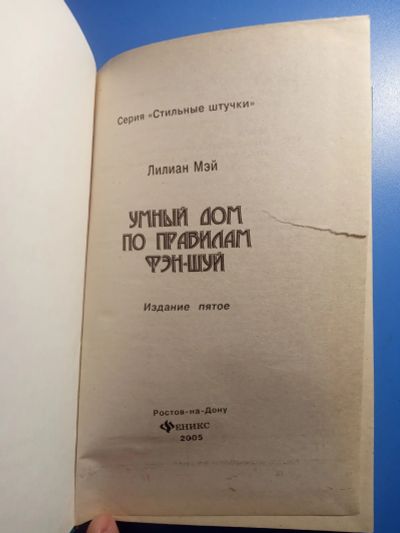 Серия «Стильные штучки»
Лилиан Мэй
УМНЫЙ ДОМ
ПО ПРАВИЛАМ
ФЭН-ШУЙ
Издание пятое
Ростов-на-Дону
Феникс
2005